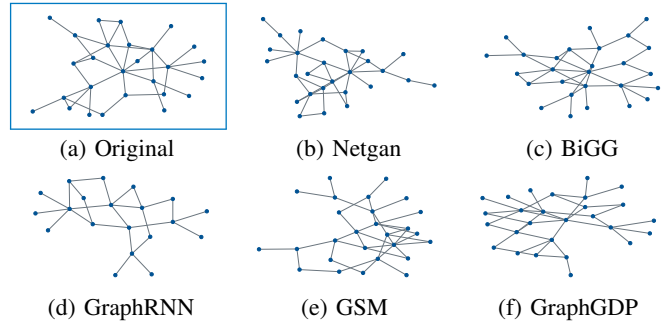 (a) Original
(b) Netgan
(c) BiGG
(d) GraphRNN
(e) GSM
(f) GraphGDP